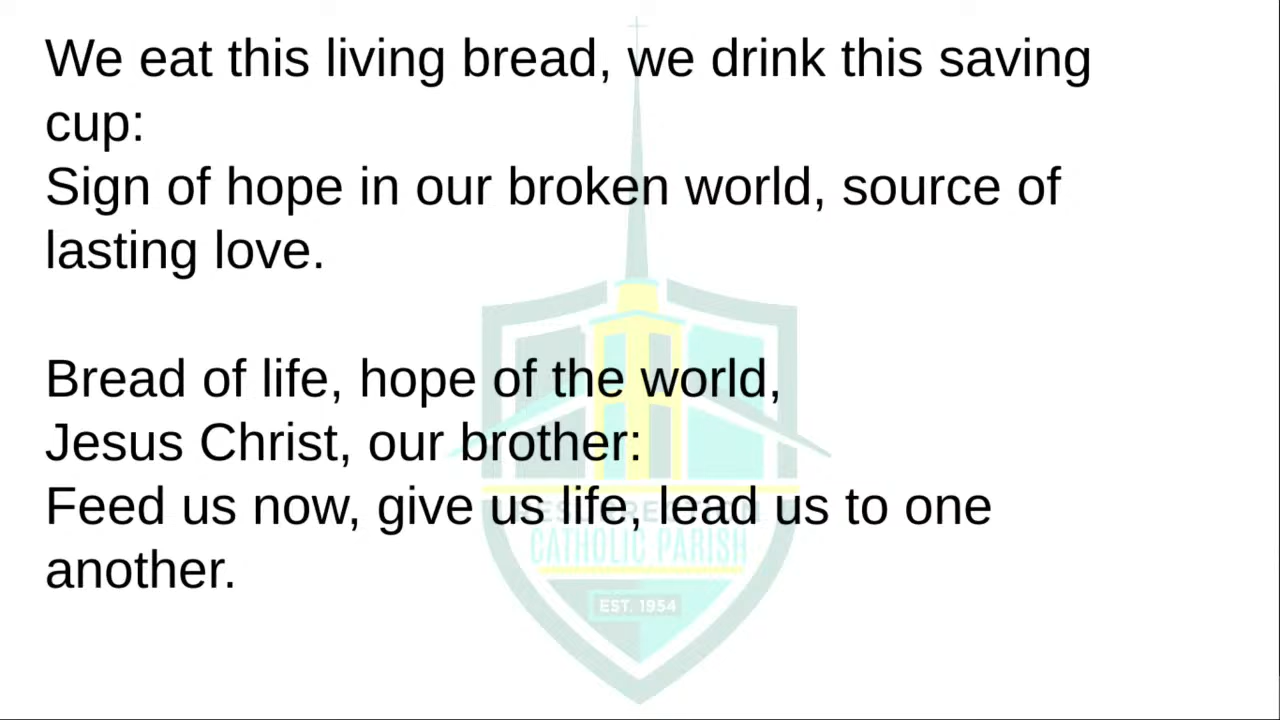 We eat this living bread, we drink this saving
cup:
Sign of hope in our broken world, source of
lasting love.
Bread of life, hope of the world,
Jesus Christ, our brother:
Feed us now, give us life, lead us to one
another.
RESURRECTION
CATHOLIC PARISH
EST. 1954